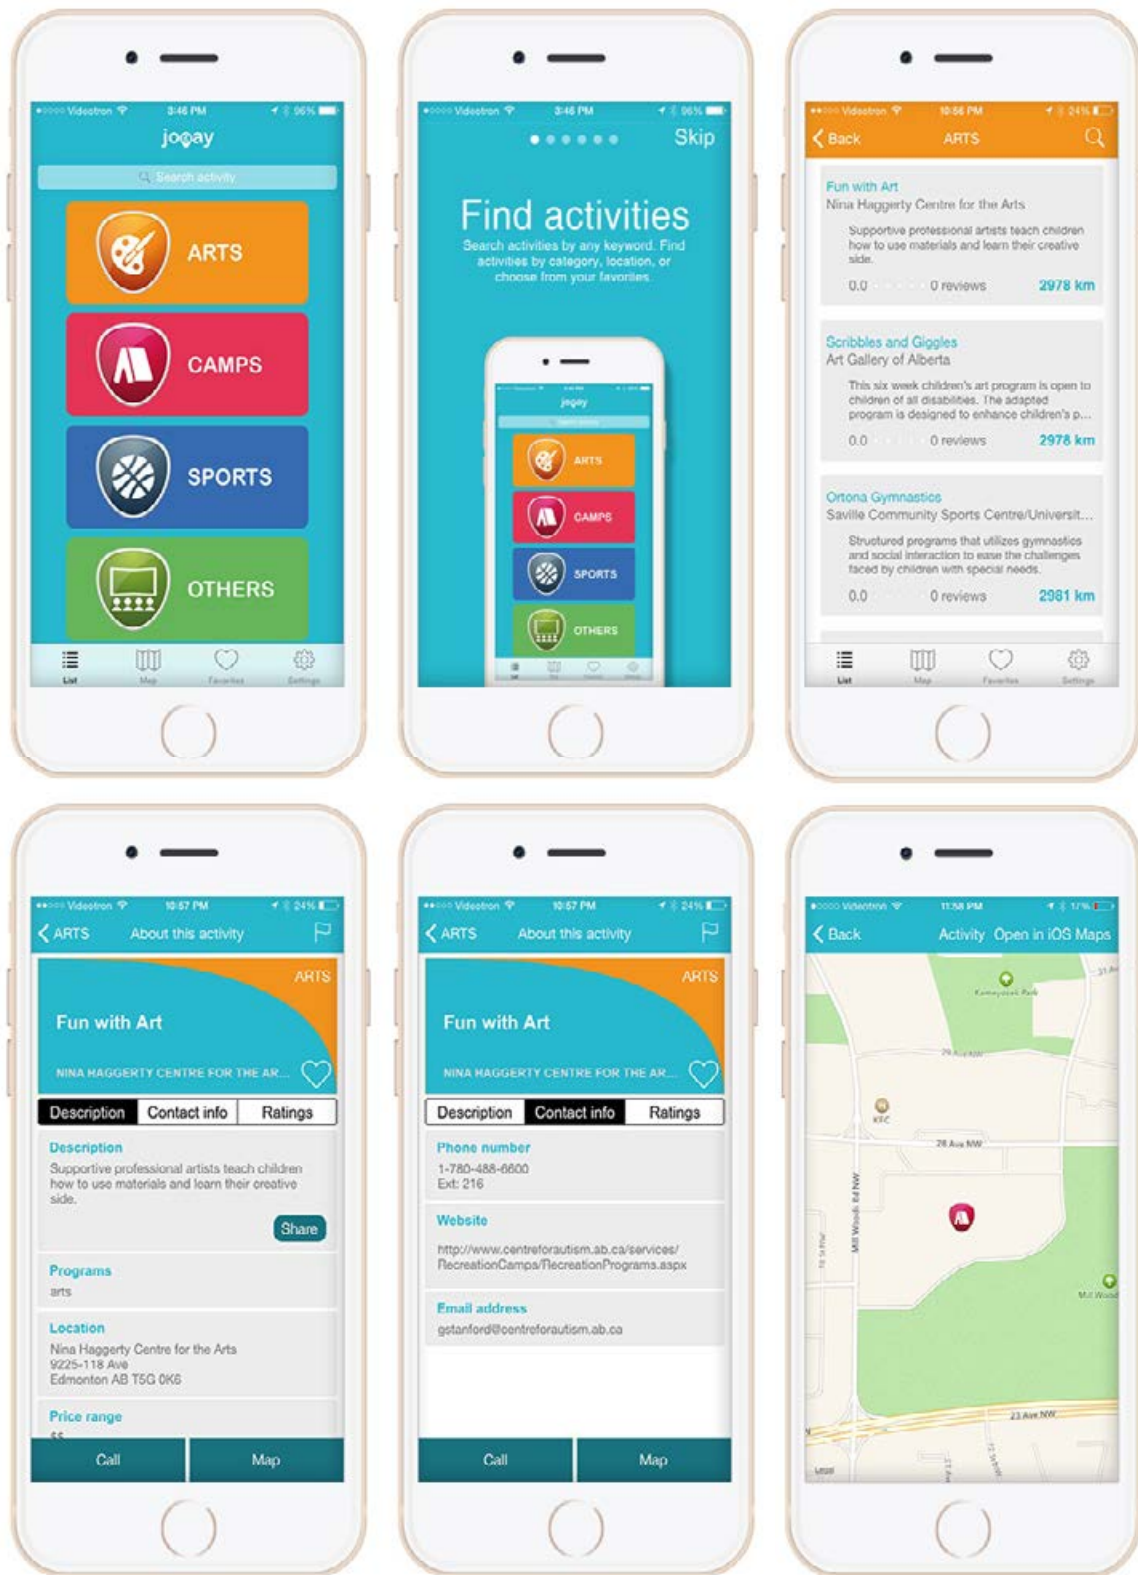 Videotron 3:46 PM 96%
jooay
Search activity
ARTS
CAMPS
SPORTS
OTHERS
List Map Favorites Settings
Videotron 3:46 PM 96%
Skip
Find activities
Search activities by any keyword. Find
activities by category, location, or
choose from your favorites.
jooay
Search activity
ARTS
CAMPS
SPORTS
OTHERS
List
Videotron 10:56 PM 24%
Back ARTS
Fun with Art
Nina Haggerty Centre for the Arts
Supportive professional artists teach children
how to use materials and learn their creative
side.
0.0 0 reviews 2978 km
Scribbles and Giggles
Art Gallery of Alberta
This six week children's art program is open to
children of all disabilities. The adapted
program is designed to enhance children's p...
0.0 0 reviews 2978 km
Ortona Gymnastics
Saville Community Sports Centre/Universit...
Structured programs that utilizes gymnastics
and social interaction to ease the challenges
faced by children with special needs.
0.0 0 reviews 2981 km
List Map Favorites Settings
Videotron 10:57 PM 24%
ARTS About this activity
ARTS
Fun with Art
NINA HAGGERTY CENTRE FOR THE AR...
Description Contact info Ratings
Description
Supportive professional artists teach children
how to use materials and learn their creative
side.
Share
Programs
arts
Location
Nina Haggerty Centre for the Arts
9225-118 Ave
Edmonton AB T5G 0K6
Price range
$$
Call Map
Videotron 10:57 PM 24%
ARTS About this activity
ARTS
Fun with Art
NINA HAGGERTY CENTRE FOR THE AR...
Description Contact info Ratings
Phone number
1-780-488-6600
Ext: 216
Website
http://www.centreforautism.ab.ca/services/
RecreationCamps/RecreationPrograms.aspx
Email address
gstanford@centreforautism.ab.ca
Call Map
Videotron 11:58 PM 17%
Back Activity Open in iOS Maps
31 Av
Kameyosek Park
29 Ave NW
KFC
28 Ave NW
Mill Woods Rd NW
Mill Woods
23 Ave NW
Legal